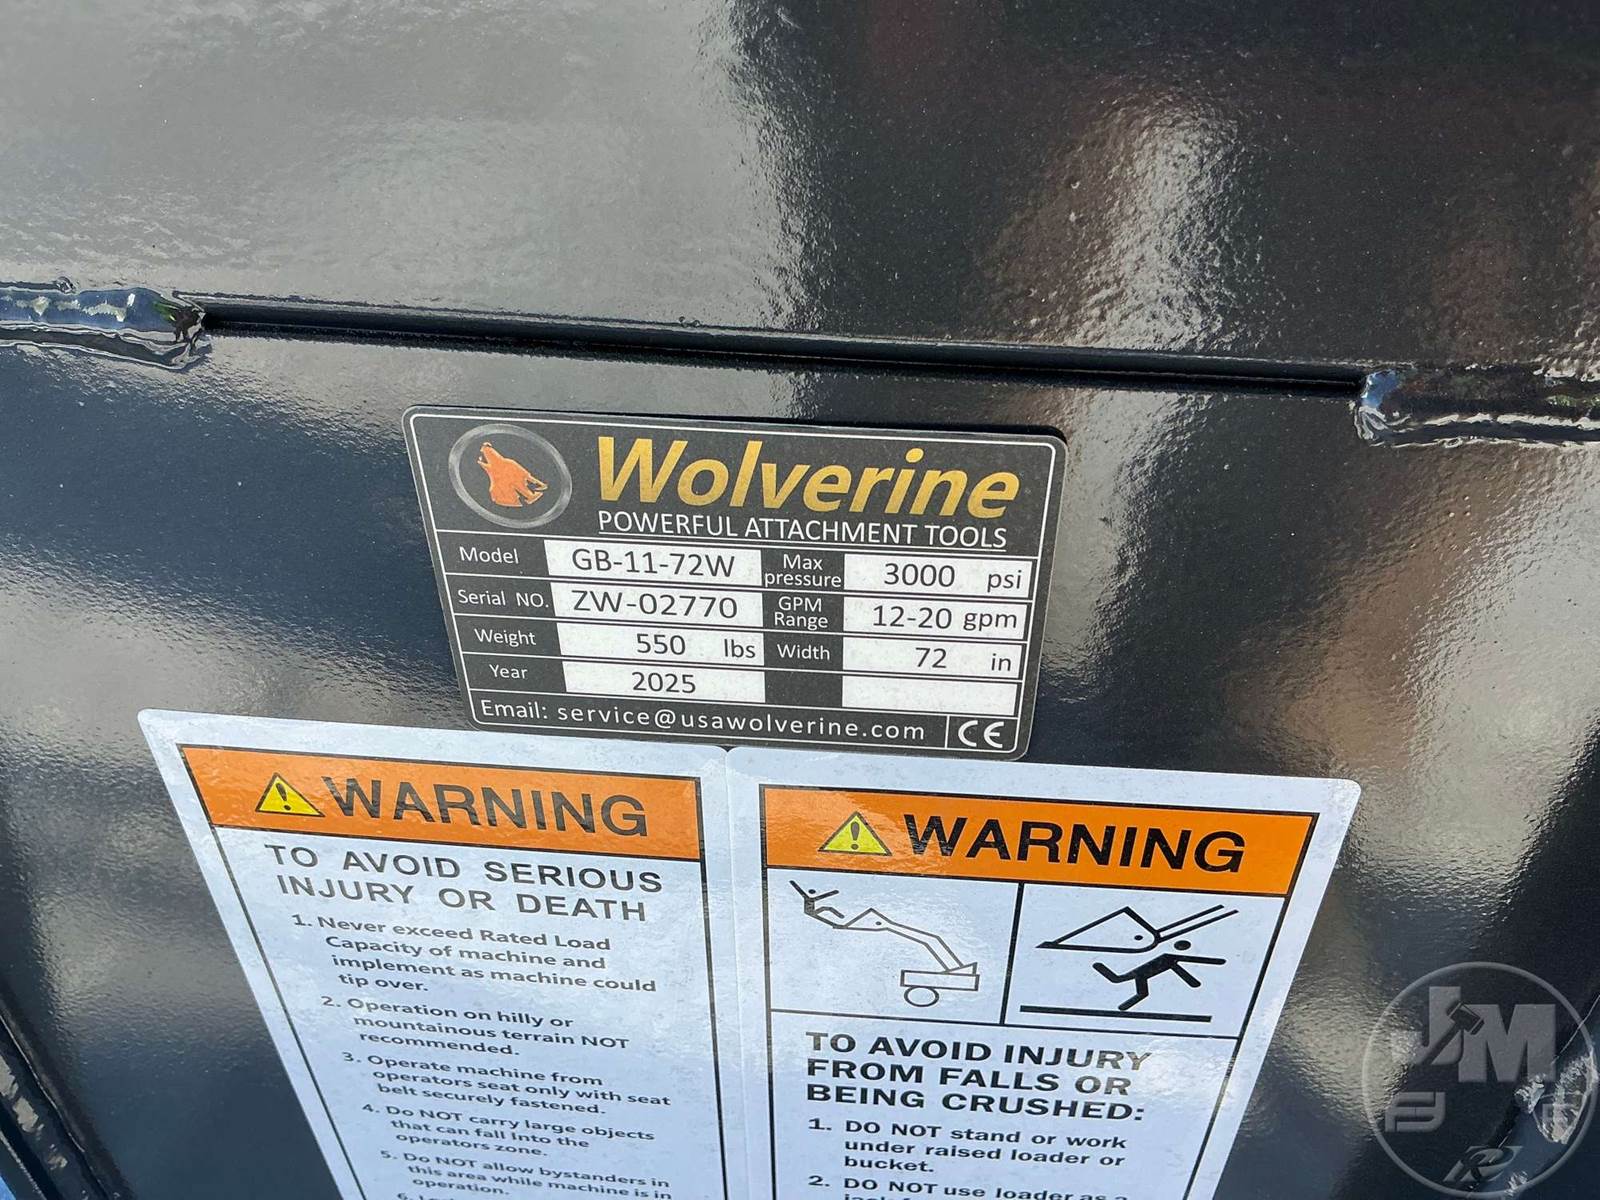 Wolverine
POWERFUL ATTACHMENT TOOLS
Model GB-11-72W Max pressure 3000 psi
Serial NO. ZW-02770 GPM Range 12-20 gpm
Weight 550 lbs Width 72 in
Year 2025
Email: service@usawolverine.com CE
WARNING
TO AVOID SERIOUS
INJURY OR DEATH
1. Never exceed Rated Load
Capacity of machine and
implement as machine could
tip over.
2. Operation on hilly or
mountainous terrain NOT
recommended.
3. Operate machine from
operators seat only with seat
belt securely fastened.
4. Do NOT carry large objects
that can fall Into the
operators zone.
5. Do NOT allow bystanders in
this area while machine is in
operation.
6.
WARNING
TO AVOID INJURY
FROM FALLS OR
BEING CRUSHED:
1. DO NOT stand or work
under raised loader or
bucket.
2. DO NOT use loader as a
JM